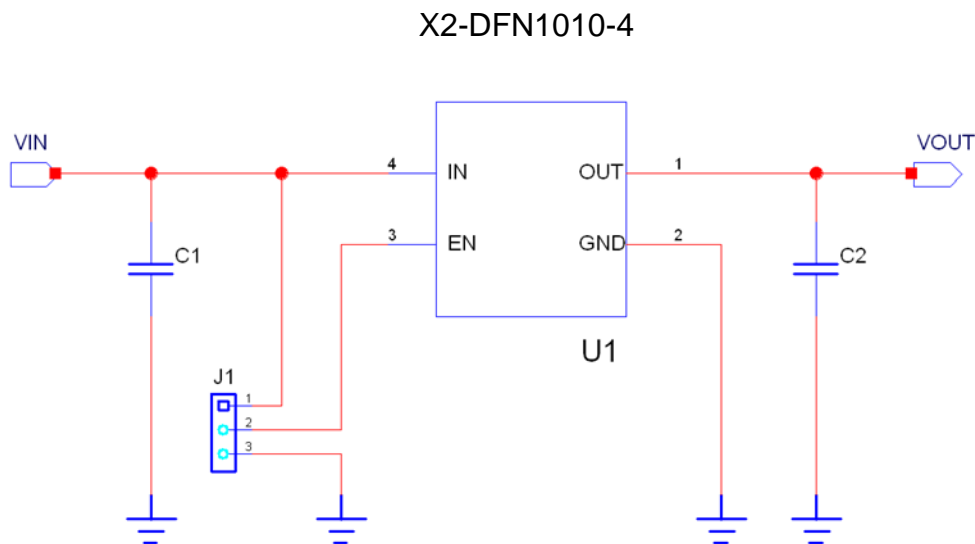 X2-DFN1010-4
VIN
VOUT
4
IN
OUT
1
3
EN
GND
2
C1
C2
U1
J1
1
2
3